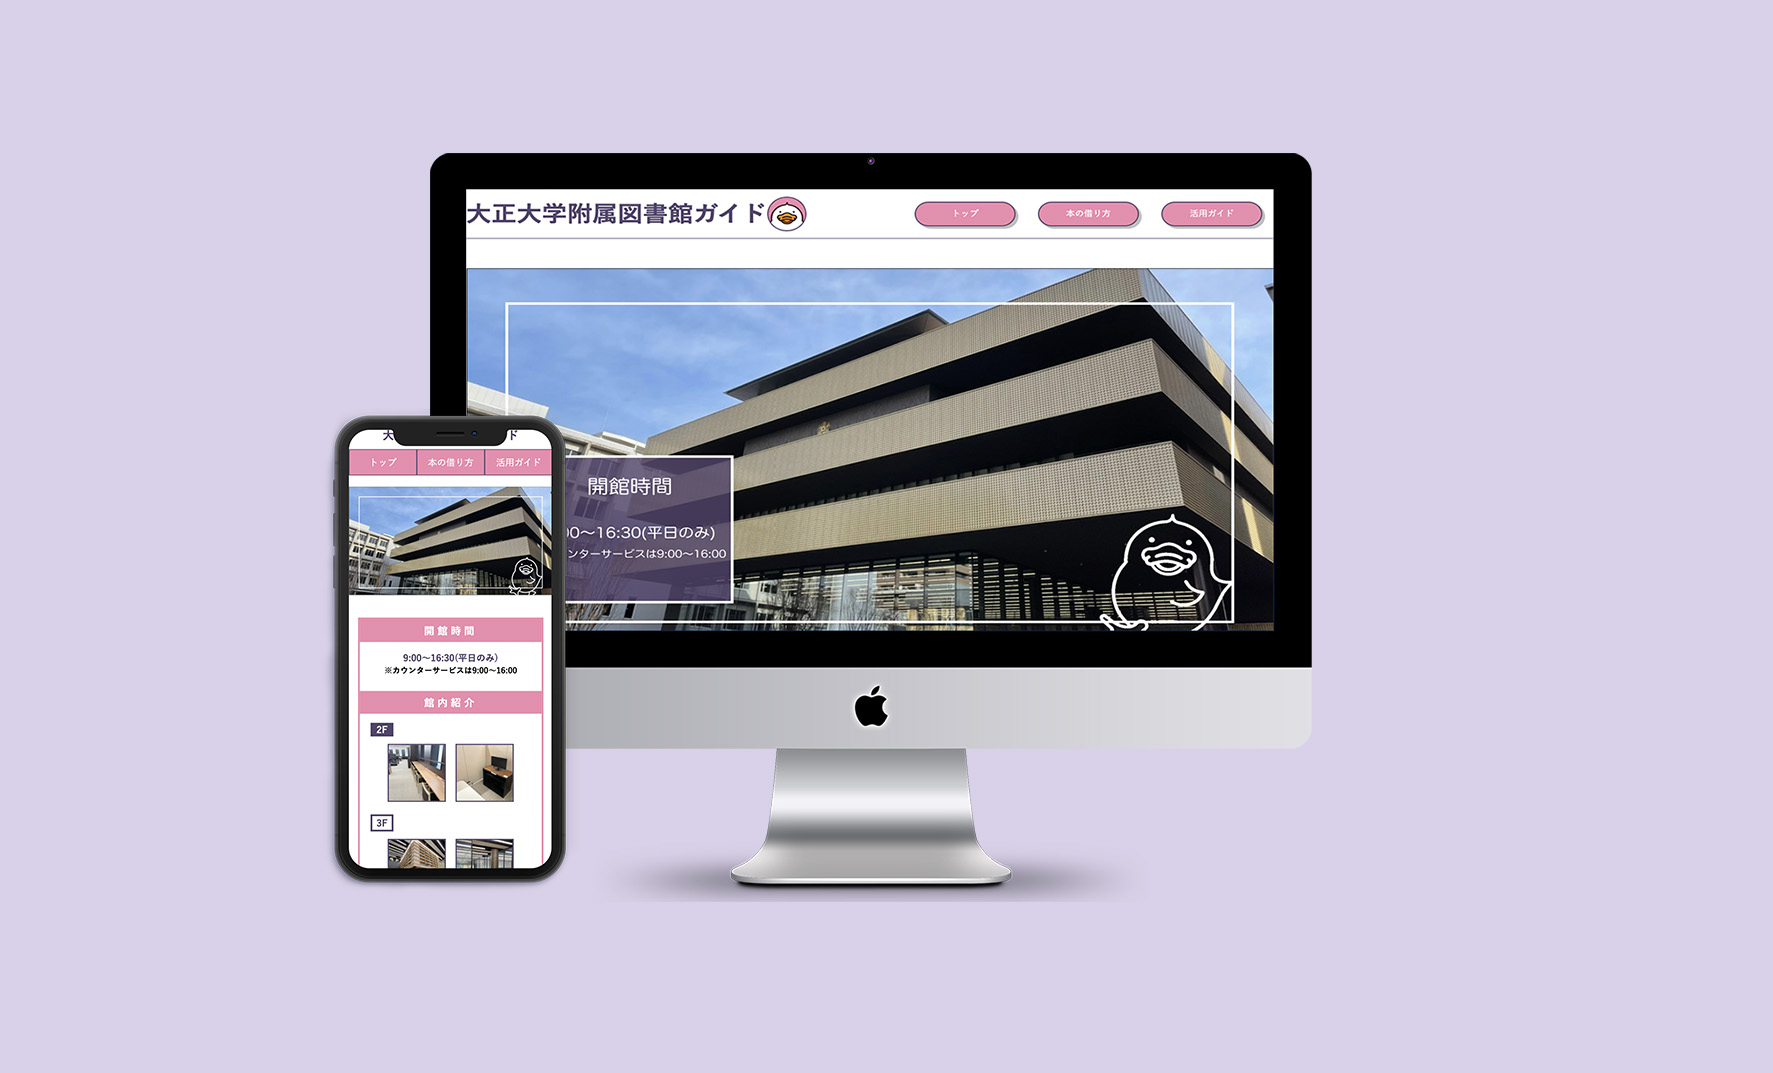 大正大学附属図書館ガイド
トップ
本の借り方
活用ガイド
開館時間
00〜16:30(平日のみ)
ンターサービスは9:00〜16:00
大
ド
トップ
本の借り方
活用ガイド
開館時間
9:00〜16:30(平日のみ)
※カウンターサービスは9:00〜16:00
館内紹介
2F
3F